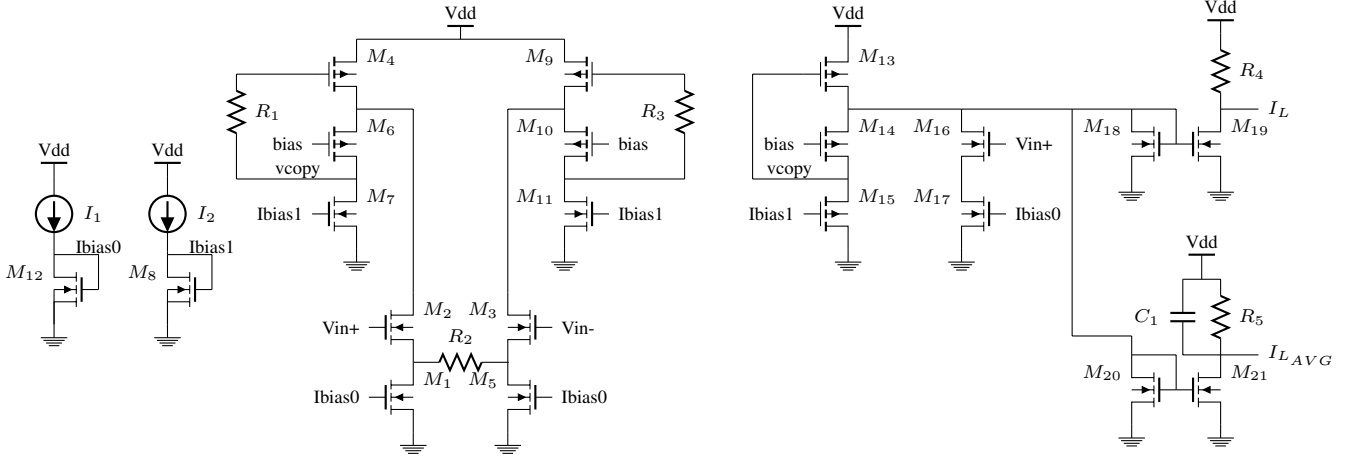 Vdd
Vdd
Vdd
M4
M9
M13
R1
R3
R4
M6
M10
M14
M16
M18
M19
IL
bias
bias
bias
Vin+
vcopy
vcopy
Vdd
Vdd
M7
M11
M15
M17
I1
I2
Ibias1
Ibias1
Ibias1
Ibias0
Ibias0
Ibias1
M12
M8
Vdd
M2
M3
Vin+
Vin-
R2
C1
R5
M1
M5
ILAVG
M20
M21
Ibias0
Ibias0